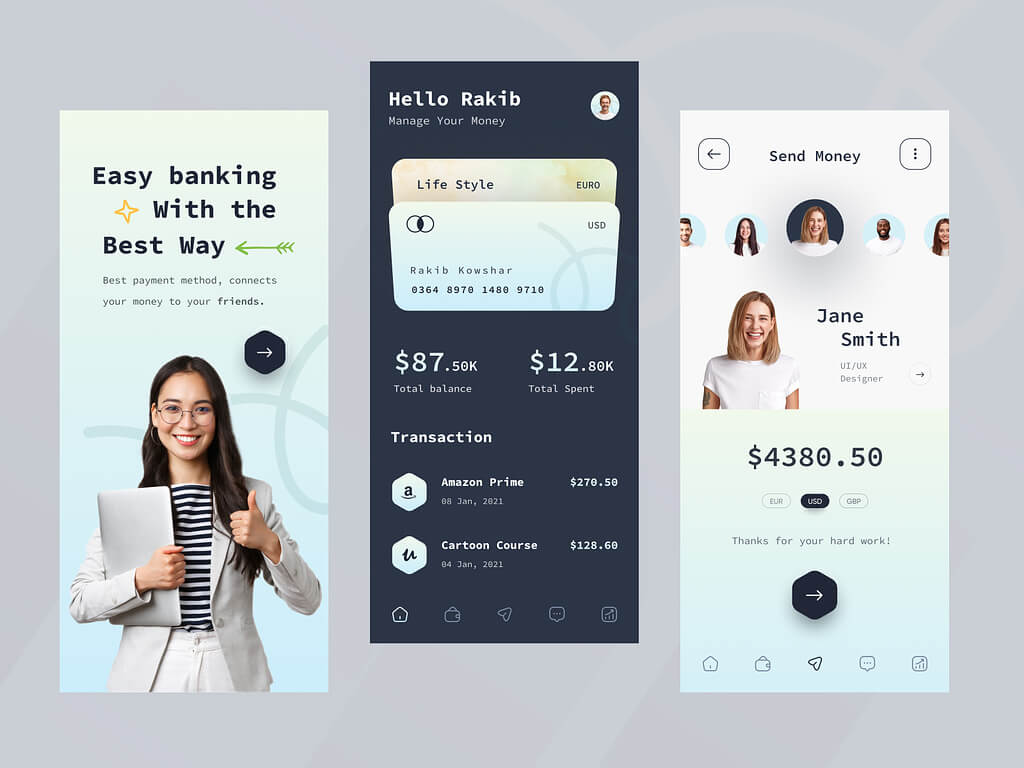 Easy banking
With the
Best Way
Best payment method, connects
your money to your friends.
Hello Rakib
Manage Your Money
Life Style EURO
USD
Rakib Kowshar
0364 8970 1480 9710
$87.50K $12.80K
Total balance Total Spent
Transaction
a Amazon Prime $270.50
08 Jan, 2021
u Cartoon Course $128.60
04 Jan, 2021
Send Money
Jane
Smith
UI/UX
Designer
$4380.50
EUR USD GBP
Thanks for your hard work!